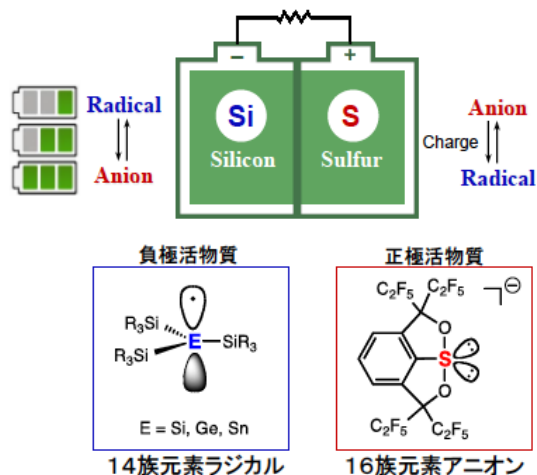 − +
Si S
Silicon Sulfur
Radical
Anion
Anion
Charge
Radical
負極活物質
正極活物質
R₃Si
R₃Si
E
SiR₃
E = Si, Ge, Sn
C₂F₅ C₂F₅
O
S
O
C₂F₅ C₂F₅
⊖
14族元素ラジカル
16族元素アニオン